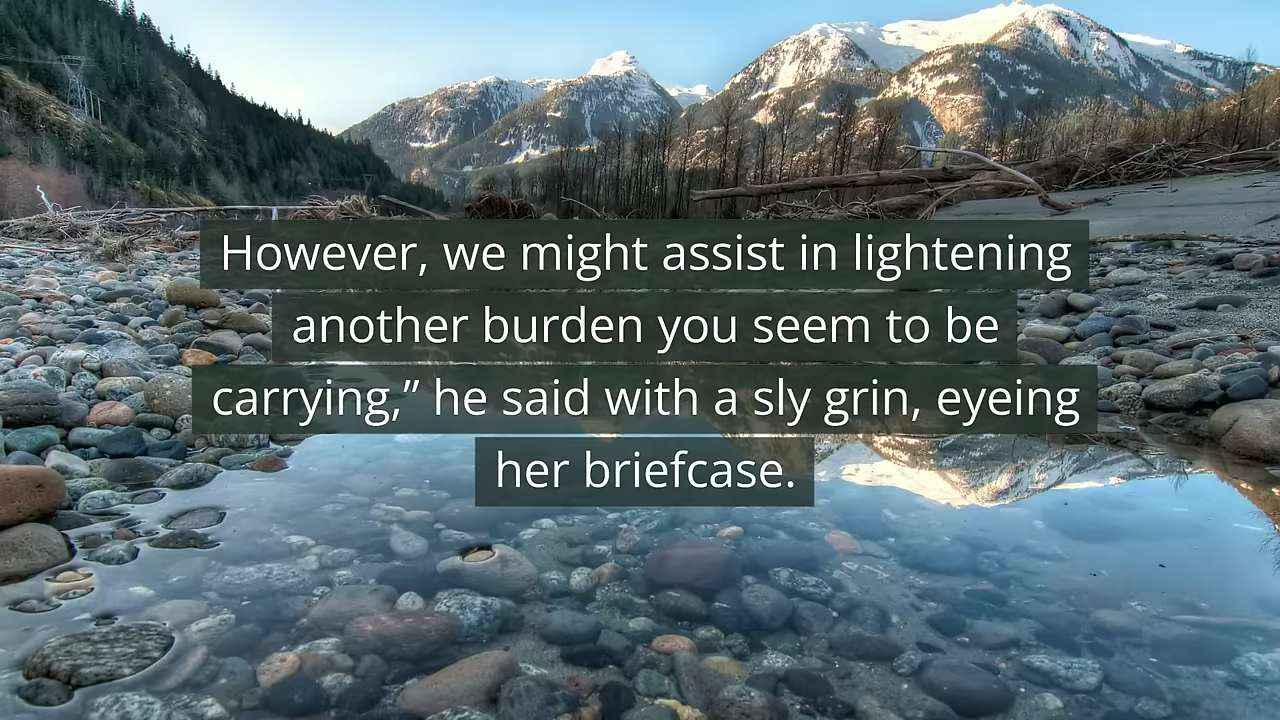 However, we might assist in lightening
another burden you seem to be
carrying,” he said with a sly grin, eyeing
her briefcase.